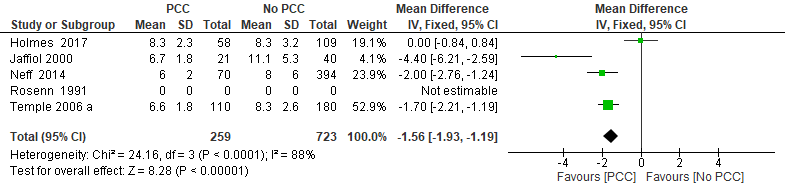 PCC No PCC Mean Difference Mean Difference
Study or Subgroup Mean SD Total Mean SD Total Weight IV, Fixed, 95% CI IV, Fixed, 95% CI
Holmes 2017 8.3 2.3 58 8.3 3.2 109 19.1% 0.00 [-0.84, 0.84]
Jaffiol 2000 6.7 1.8 21 11.1 5.3 40 4.1% -4.40 [-6.21, -2.59]
Neff 2014 6 2 70 8 6 394 23.9% -2.00 [-2.76, -1.24]
Rosenn 1991 0 0 0 0 0 0 Not estimable
Temple 2006 a 6.6 1.8 110 8.3 2.6 180 52.9% -1.70 [-2.21, -1.19]
Total (95% CI) 259 723 100.0% -1.56 [-1.93, -1.19]
Heterogeneity: Chi² = 24.16, df = 3 (P < 0.0001); I² = 88%
Test for overall effect: Z = 8.28 (P < 0.00001)
-4 -2 0 2 4
Favours [PCC] Favours [No PCC]